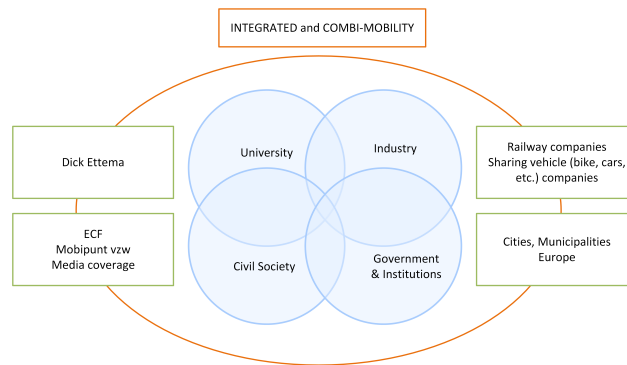 INTEGRATED and COMBI-MOBILITY
Dick Ettema
University
Industry
Railway companies
Sharing vehicle (bike, cars,
etc.) companies
ECF
Mobipunt vzw
Media coverage
Civil Society
Government
& Institutions
Cities, Municipalities
Europe